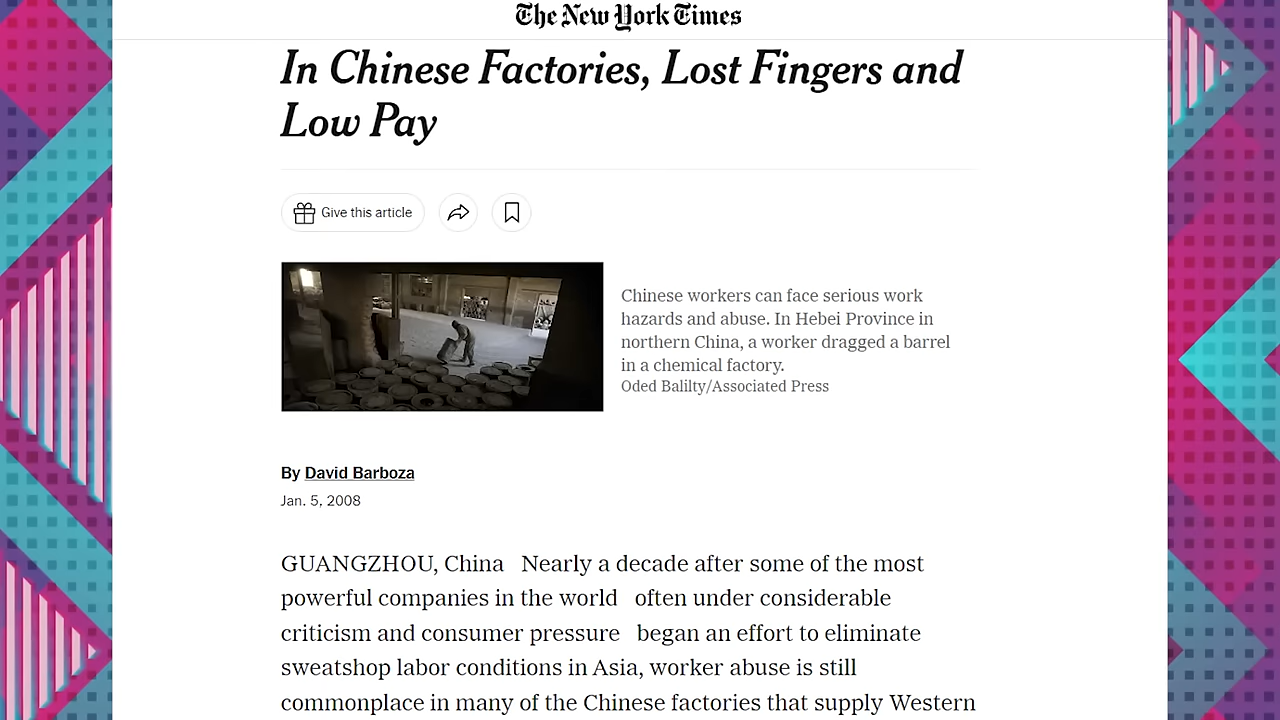 The New York Times
In Chinese Factories, Lost Fingers and
Low Pay
Give this article
Chinese workers can face serious work
hazards and abuse. In Hebei Province in
northern China, a worker dragged a barrel
in a chemical factory.
Oded Balilty/Associated Press
By David Barboza
Jan. 5, 2008
GUANGZHOU, China Nearly a decade after some of the most
powerful companies in the world often under considerable
criticism and consumer pressure began an effort to eliminate
sweatshop labor conditions in Asia, worker abuse is still
commonplace in many of the Chinese factories that supply Western